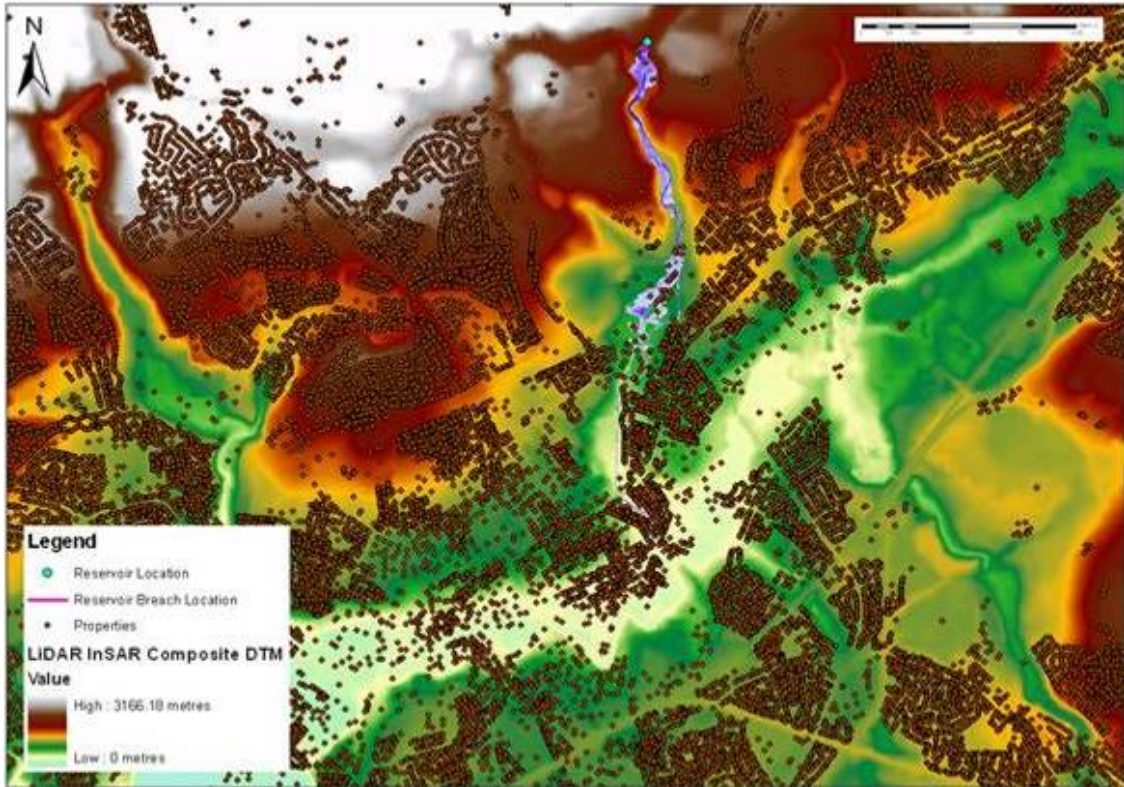 N
Legend
Reservoir Location
Reservoir Breach Location
Properties
LiDAR InSAR Composite DTM
Value
High : 3166.18 metres
Low : 0 metres